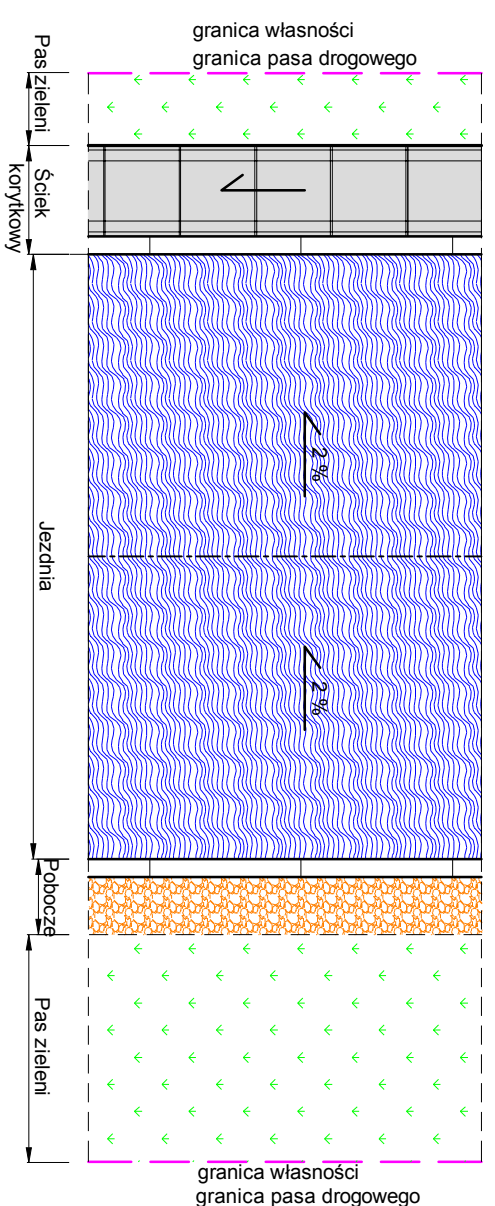 granica własności
granica pasa drogowego
Pas zieleni
Ściek
korytkowy
2 %
Jezdnia
2 %
Pobocze
Pas zieleni
granica własności
granica pasa drogowego